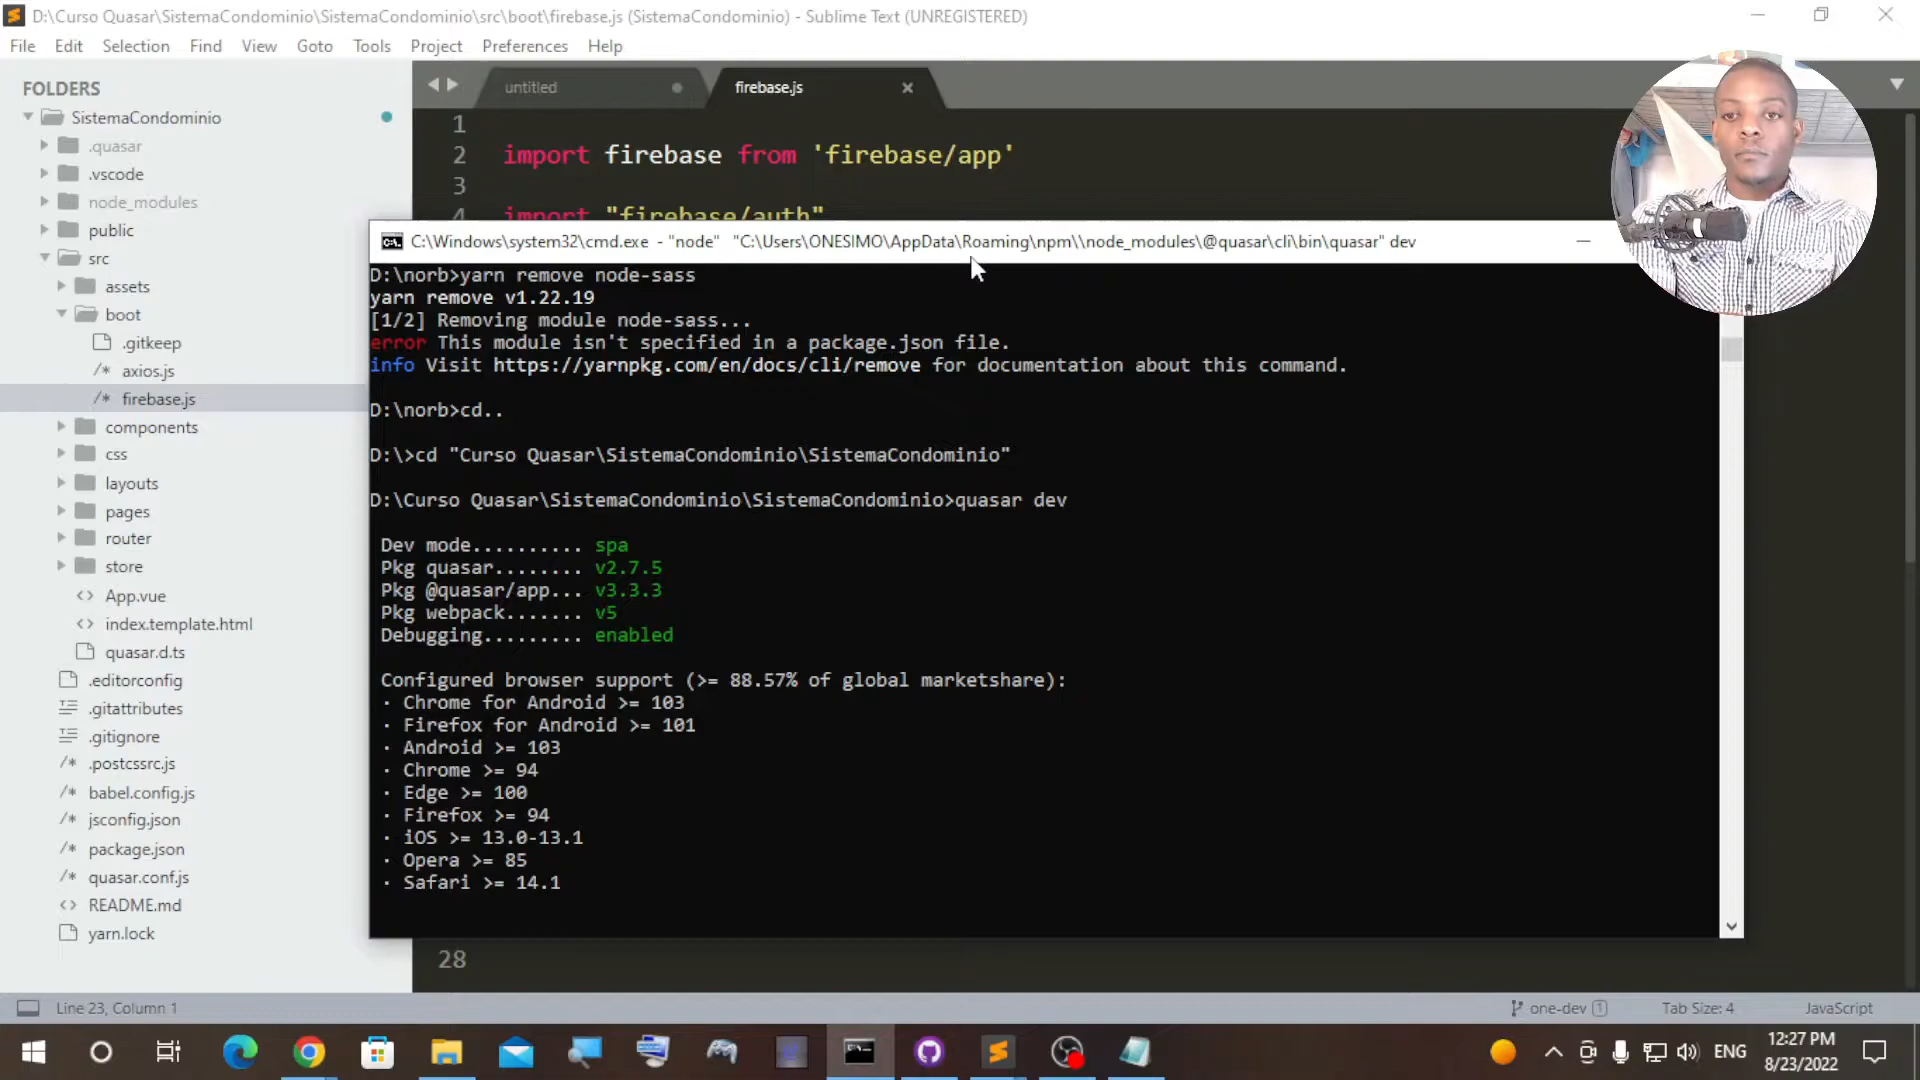 D:\Curso Quasar\SistemaCondominio\SistemaCondominio\src\boot\firebase.js (SistemaCondominio) - Sublime Text (UNREGISTERED)
File Edit Selection Find View Goto Tools Project Preferences Help
FOLDERS
SistemaCondominio
.quasar
.vscode
node_modules
public
src
assets
boot
.gitkeep
/* axios.js
/* firebase.js
components
css
layouts
pages
router
store
<> App.vue
<> index.template.html
quasar.d.ts
.editorconfig
.gitattributes
.gitignore
/* .postcssrc.js
/* babel.config.js
/* jsconfig.json
/* package.json
/* quasar.conf.js
<> README.md
yarn.lock
untitled
firebase.js
1
2 import firebase from 'firebase/app'
3
4 import "firebase/auth"
C:\Windows\system32\cmd.exe - "node" "C:\Users\ONESIMO\AppData\Roaming\npm\\node_modules\@quasar\cli\bin\quasar" dev
D:\norb>yarn remove node-sass
yarn remove v1.22.19
[1/2] Removing module node-sass...
error This module isn't specified in a package.json file.
info Visit https://yarnpkg.com/en/docs/cli/remove for documentation about this command.
D:\norb>cd..
D:\>cd "Curso Quasar\SistemaCondominio\SistemaCondominio"
D:\Curso Quasar\SistemaCondominio\SistemaCondominio>quasar dev
Dev mode.......... spa
Pkg quasar........ v2.7.5
Pkg @quasar/app... v3.3.3
Pkg webpack....... v5
Debugging......... enabled
Configured browser support (>= 88.57% of global marketshare):
· Chrome for Android >= 103
· Firefox for Android >= 101
· Android >= 103
· Chrome >= 94
· Edge >= 100
· Firefox >= 94
· iOS >= 13.0-13.1
· Opera >= 85
· Safari >= 14.1
28
Line 23, Column 1
one-dev 1
Tab Size: 4
JavaScript
ENG
12:27 PM
8/23/2022